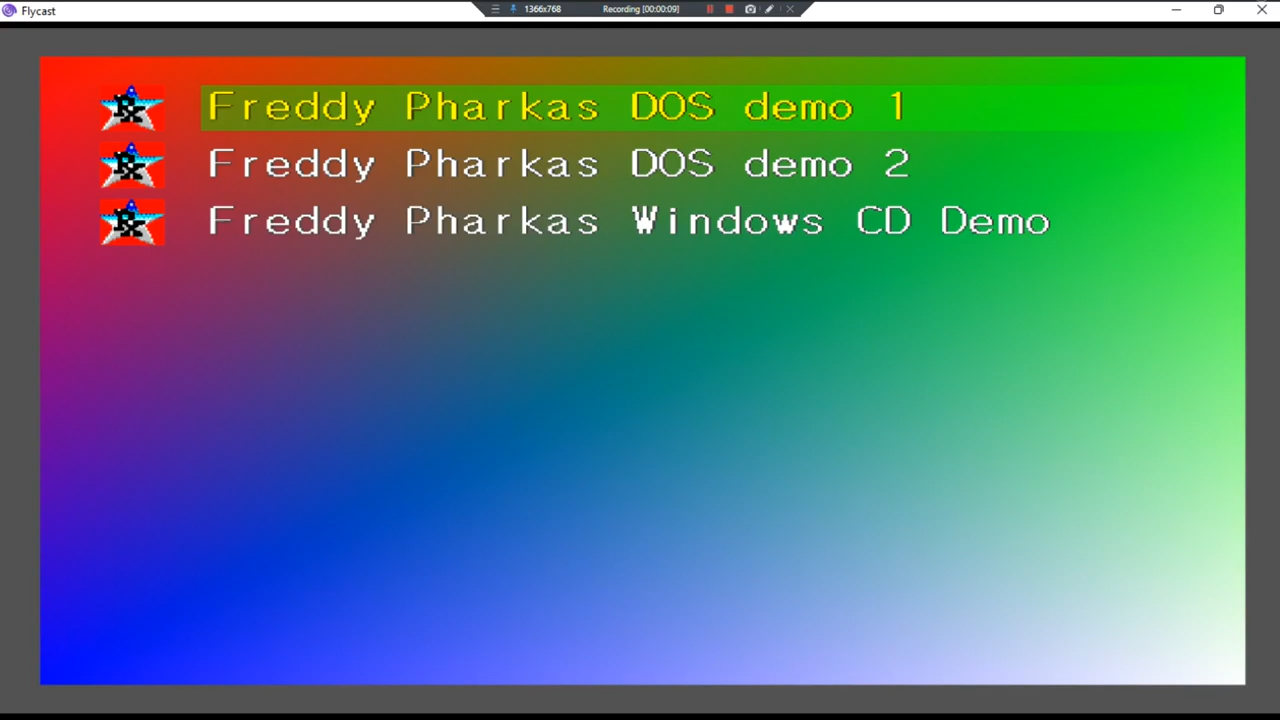 Flycast
1366x768
Recording [00:00:09]
Freddy Pharkas DOS demo 1
Freddy Pharkas DOS demo 2
Freddy Pharkas Windows CD Demo